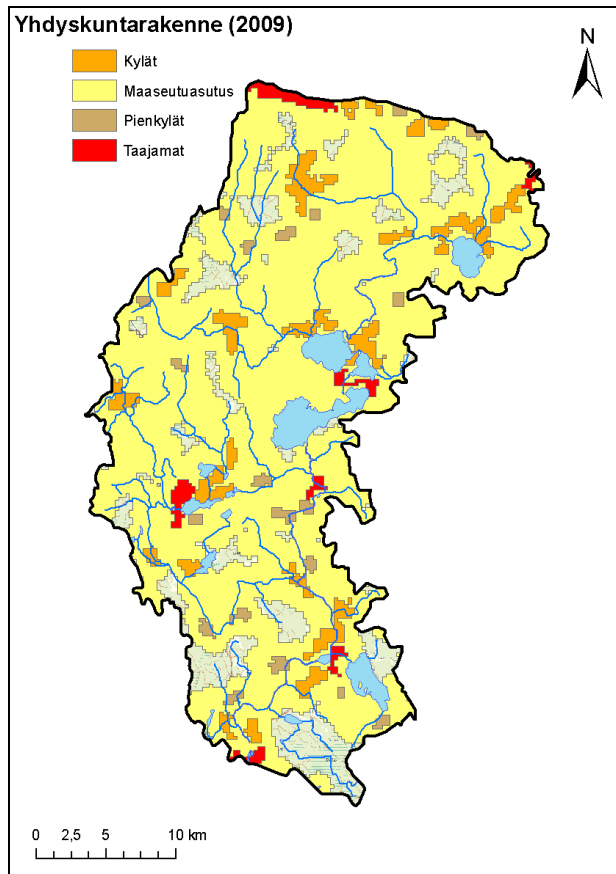 Yhdyskuntarakenne (2009)
Kylät
Maaseutuasutus
Pienkylät
Taajamat
N
0 2,5 5 10 km